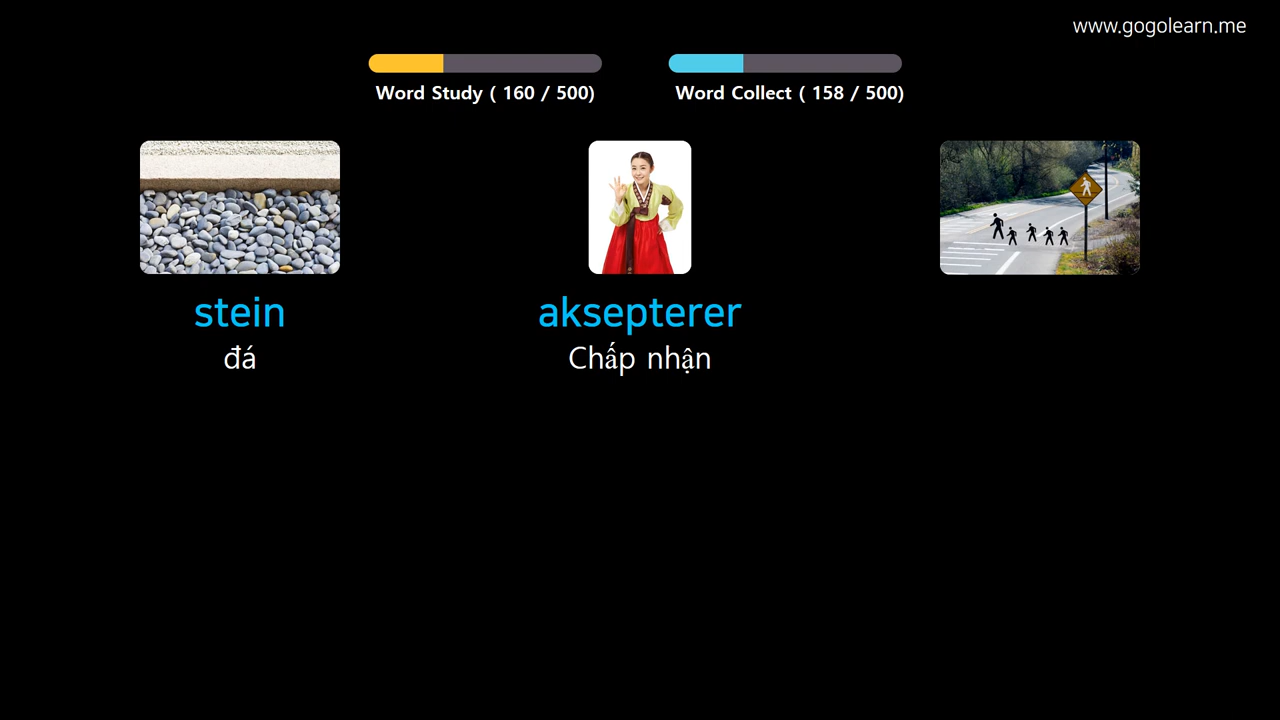 www.gogolearn.me
Word Study ( 160 / 500)
Word Collect ( 158 / 500)
stein
aksepterer
đá
Chấp nhận